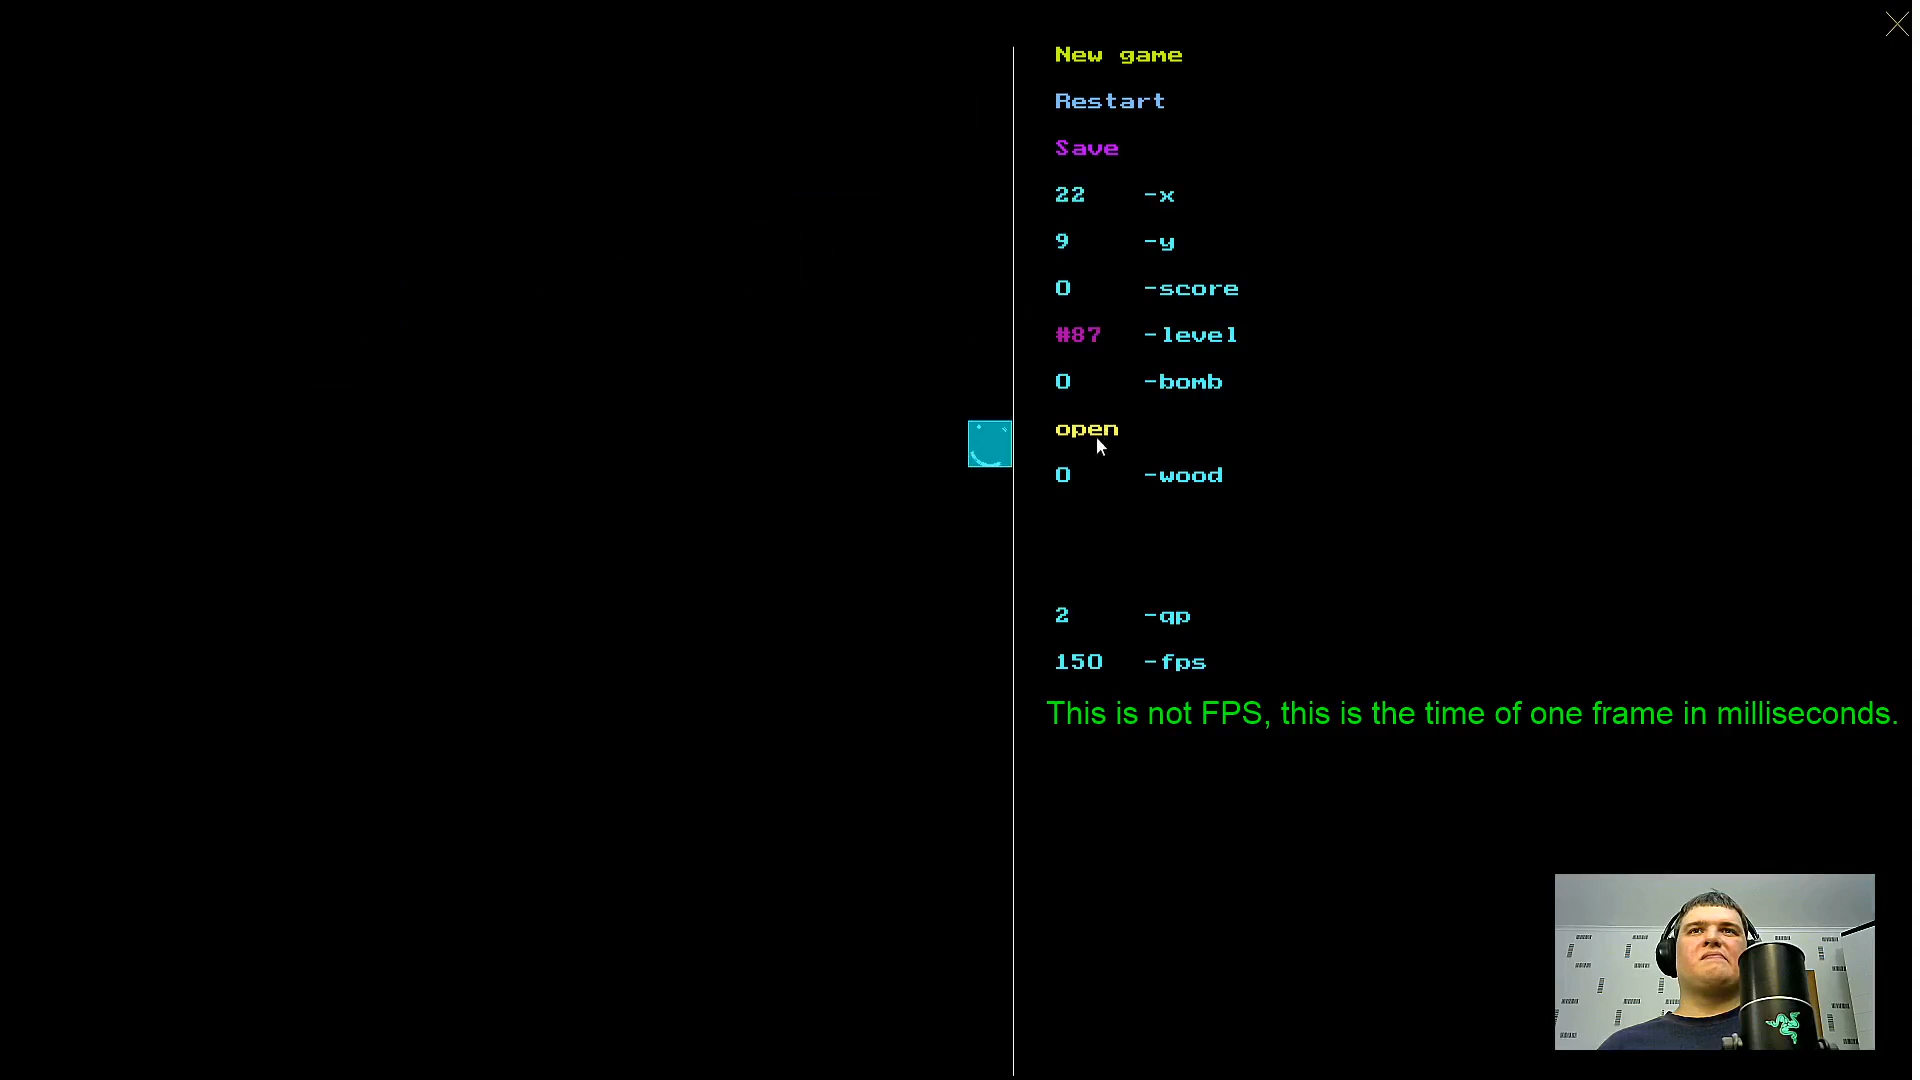 New game
Restart
Save
22 -x
9 -y
0 -score
#87 -level
0 -bomb
open
0 -wood
2 -qp
150 -fps
This is not FPS, this is the time of one frame in milliseconds.